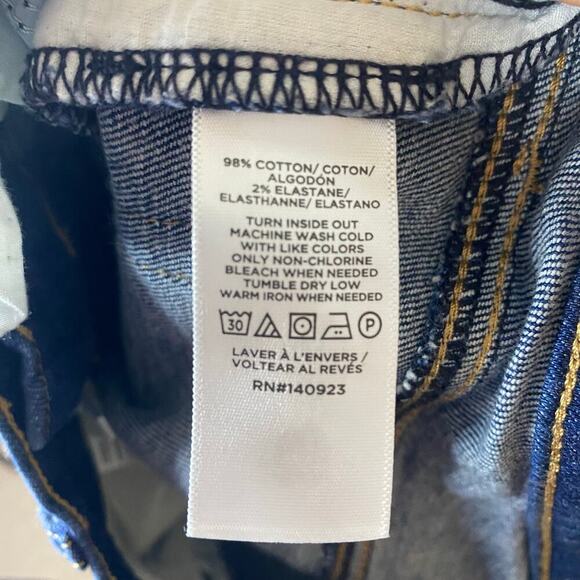 98% COTTON/ COTON/
ALGODÓN
2% ELASTANE/
ELASTHANNE/ ELASTANO
TURN INSIDE OUT
MACHINE WASH COLD
WITH LIKE COLORS
ONLY NON-CHLORINE
BLEACH WHEN NEEDED
TUMBLE DRY LOW
WARM IRON WHEN NEEDED
30 P
LAVER À L'ENVERS/
VOLTEAR AL REVÉS
RN#140923